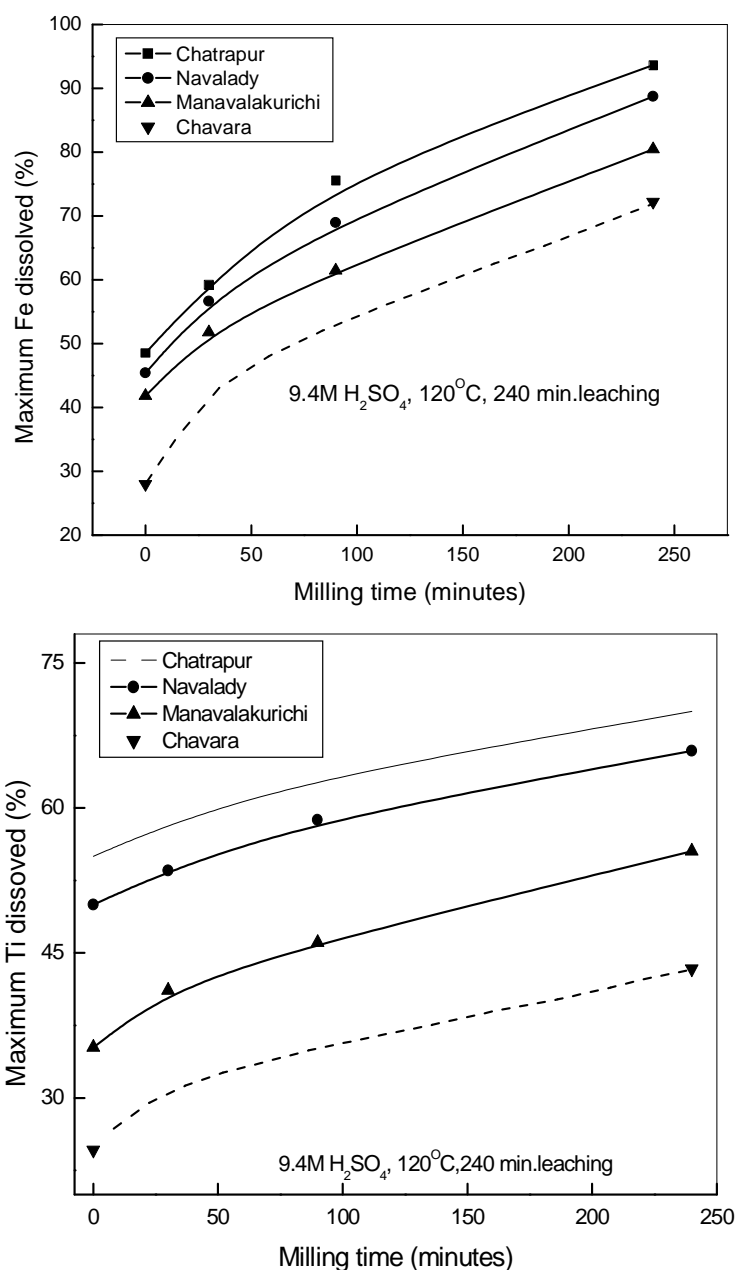 100
90
80
70
60
50
40
30
20
Maximum Fe dissolved (%)
Chatrapur
Navalady
Manavalakurichi
Chavara
9.4M H₂SO₄, 120ᴼC, 240 min.leaching
0 50 100 150 200 250
Milling time (minutes)
75
60
45
30
Maximum Ti dissoved (%)
Chatrapur
Navalady
Manavalakurichi
Chavara
9.4M H₂SO₄, 120ᴼC,240 min.leaching
0 50 100 150 200 250
Milling time (minutes)